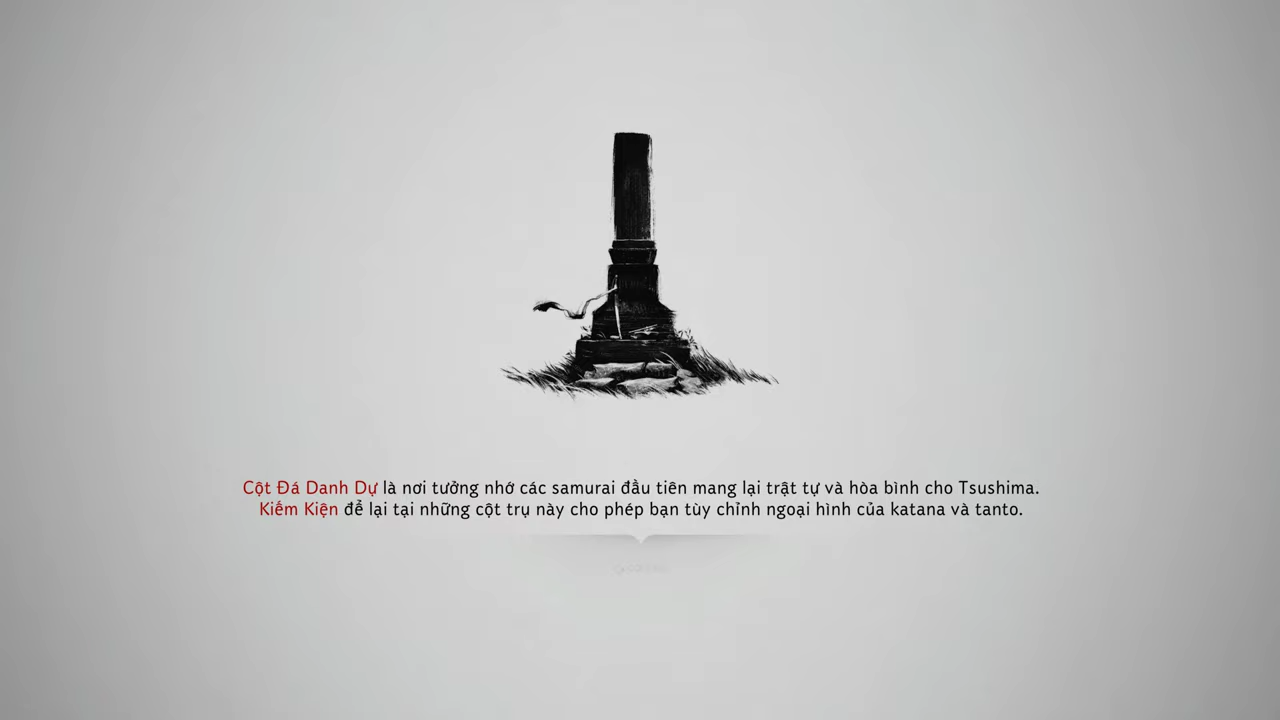 Cột Đá Danh Dự là nơi tưởng nhớ các samurai đầu tiên mang lại trật tự và hòa bình cho Tsushima.
Kiếm Kiện để lại tại những cột trụ này cho phép bạn tùy chỉnh ngoại hình của katana và tanto.